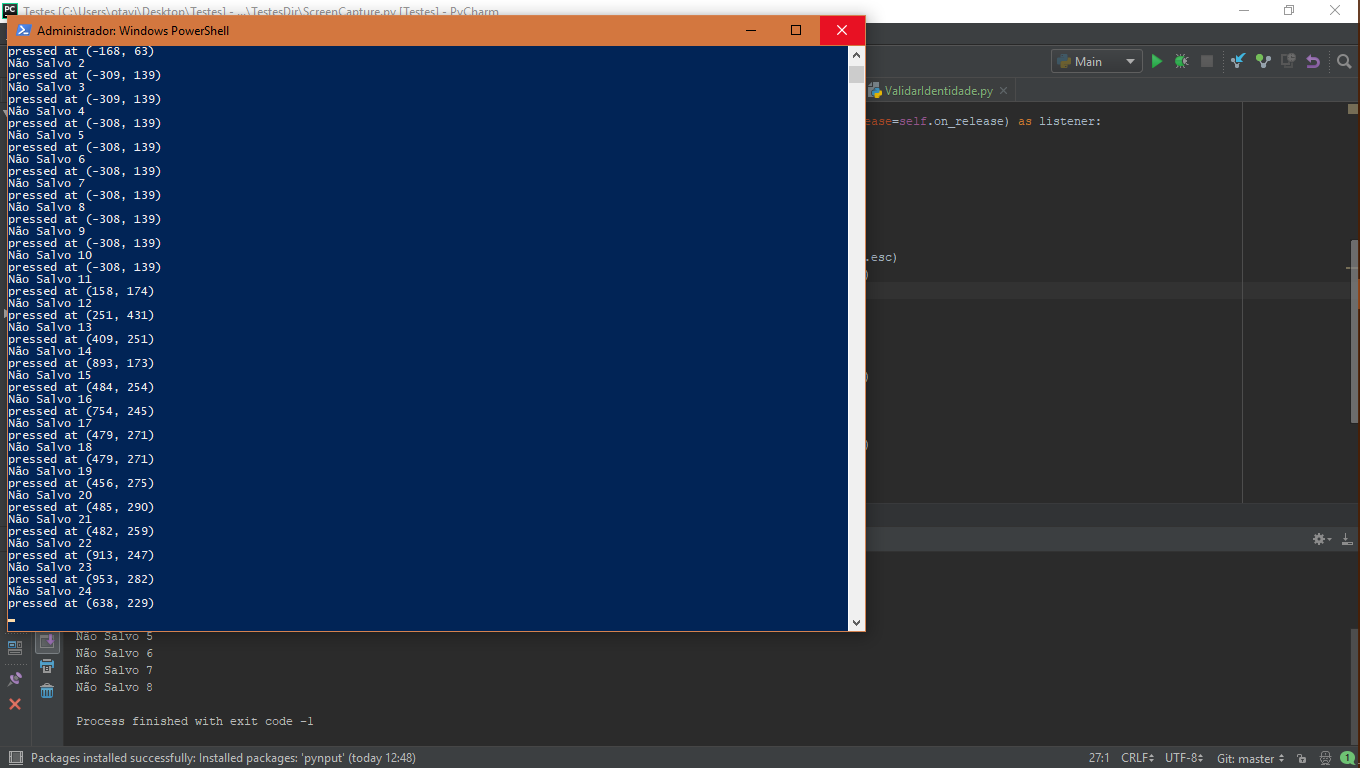 Testes [C:\Users\otavi\Desktop\Testes] - ...\TestesDir\ScreenCapture.py [Testes] - PyCharm
Administrador: Windows PowerShell
pressed at (-168, 63)
Não Salvo 2
pressed at (-309, 139)
Não Salvo 3
pressed at (-309, 139)
Não Salvo 4
pressed at (-308, 139)
Não Salvo 5
pressed at (-308, 139)
Não Salvo 6
pressed at (-308, 139)
Não Salvo 7
pressed at (-308, 139)
Não Salvo 8
pressed at (-308, 139)
Não Salvo 9
pressed at (-308, 139)
Não Salvo 10
pressed at (-308, 139)
Não Salvo 11
pressed at (158, 174)
Não Salvo 12
pressed at (251, 431)
Não Salvo 13
pressed at (409, 251)
Não Salvo 14
pressed at (893, 173)
Não Salvo 15
pressed at (484, 254)
Não Salvo 16
pressed at (754, 245)
Não Salvo 17
pressed at (479, 271)
Não Salvo 18
pressed at (479, 271)
Não Salvo 19
pressed at (456, 275)
Não Salvo 20
pressed at (485, 290)
Não Salvo 21
pressed at (482, 259)
Não Salvo 22
pressed at (913, 247)
Não Salvo 23
pressed at (953, 282)
Não Salvo 24
pressed at (638, 229)
Main
ValidarIdentidade.py
ease=self.on_release) as listener:
.esc)
)
)
)
Não Salvo 5
Não Salvo 6
Não Salvo 7
Não Salvo 8
Process finished with exit code -1
Packages installed successfully: Installed packages: 'pynput' (today 12:48)
27:1 CRLF UTF-8 Git: master 1